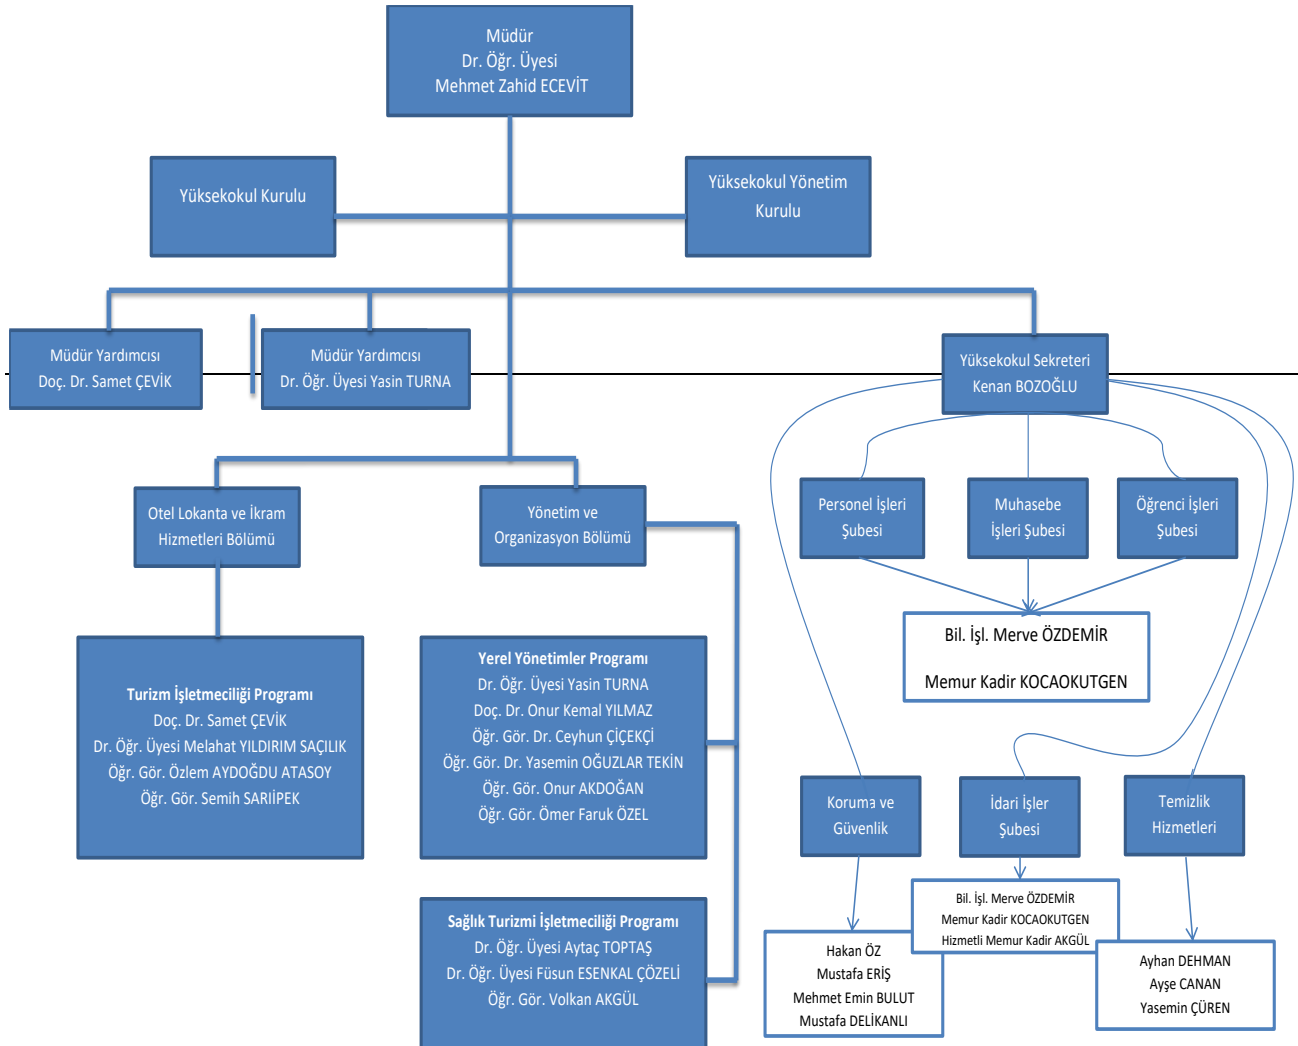 Müdür
Dr. Öğr. Üyesi
Mehmet Zahid ECEVİT
Yüksekokul Kurulu
Yüksekokul Yönetim
Kurulu
Müdür Yardımcısı
Doç. Dr. Samet ÇEVİK
Müdür Yardımcısı
Dr. Öğr. Üyesi Yasin TURNA
Yüksekokul Sekreteri
Kenan BOZOĞLU
Otel Lokanta ve İkram
Hizmetleri Bölümü
Yönetim ve
Organizasyon Bölümü
Personel İşleri
Şubesi
Muhasebe
İşleri Şubesi
Öğrenci İşleri
Şubesi
Bil. İşl. Merve ÖZDEMİR
Memur Kadir KOCAOKUTGEN
Turizm İşletmeciliği Programı
Doç. Dr. Samet ÇEVİK
Dr. Öğr. Üyesi Melahat YILDIRIM SAÇILIK
Öğr. Gör. Özlem AYDOĞDU ATASOY
Öğr. Gör. Semih SARIİPEK
Yerel Yönetimler Programı
Dr. Öğr. Üyesi Yasin TURNA
Doç. Dr. Onur Kemal YILMAZ
Öğr. Gör. Dr. Ceyhun ÇİÇEKÇİ
Öğr. Gör. Dr. Yasemin OĞUZLAR TEKİN
Öğr. Gör. Onur AKDOĞAN
Öğr. Gör. Ömer Faruk ÖZEL
Sağlık Turizmi İşletmeciliği Programı
Dr. Öğr. Üyesi Aytaç TOPTAŞ
Dr. Öğr. Üyesi Füsun ESENKAL ÇÖZELİ
Öğr. Gör. Volkan AKGÜL
Koruma ve
Güvenlik
İdari İşler
Şubesi
Temizlik
Hizmetleri
Hakan ÖZ
Mustafa ERİŞ
Mehmet Emin BULUT
Mustafa DELİKANLI
Bil. İşl. Merve ÖZDEMİR
Memur Kadir KOCAOKUTGEN
Hizmetli Memur Kadir AKGÜL
Ayhan DEHMAN
Ayşe CANAN
Yasemin ÇÜREN